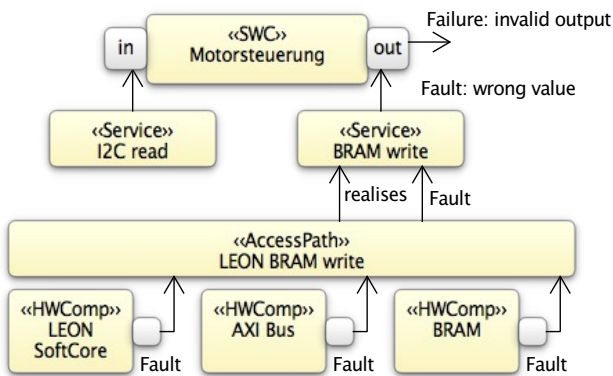 «SWC»
Motorsteuerung
in
out
Failure: invalid output
Fault: wrong value
«Service»
I2C read
«Service»
BRAM write
realises
Fault
«AccessPath»
LEON BRAM write
«HWComp»
LEON
SoftCore
Fault
«HWComp»
AXI Bus
Fault
«HWComp»
BRAM
Fault